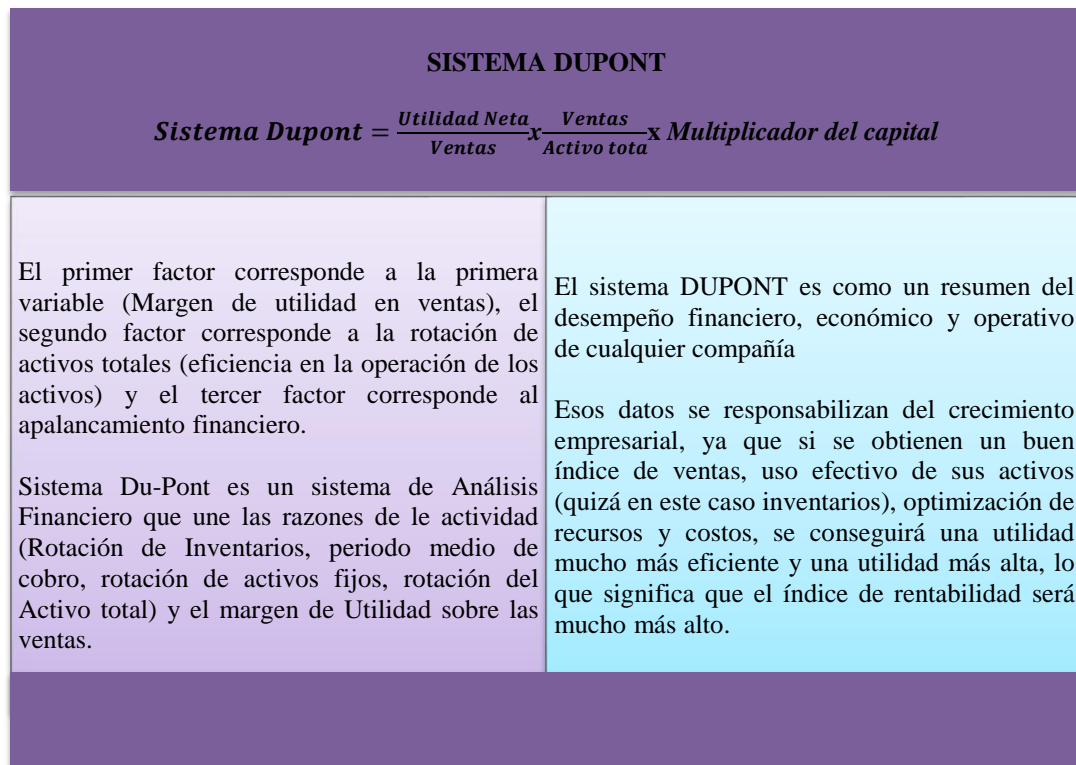 SISTEMA DUPONT
Sistema Dupont = Utilidad Neta / Ventas x Ventas / Activo tota x Multiplicador del capital
El primer factor corresponde a la primera
variable (Margen de utilidad en ventas), el
segundo factor corresponde a la rotación de
activos totales (eficiencia en la operación de los
activos) y el tercer factor corresponde al
apalancamiento financiero.
Sistema Du-Pont es un sistema de Análisis
Financiero que une las razones de le actividad
(Rotación de Inventarios, periodo medio de
cobro, rotación de activos fijos, rotación del
Activo total) y el margen de Utilidad sobre las
ventas.
El sistema DUPONT es como un resumen del
desempeño financiero, económico y operativo
de cualquier compañía
Esos datos se responsabilizan del crecimiento
empresarial, ya que si se obtienen un buen
índice de ventas, uso efectivo de sus activos
(quizá en este caso inventarios), optimización de
recursos y costos, se conseguirá una utilidad
mucho más eficiente y una utilidad más alta, lo
que significa que el índice de rentabilidad será
mucho más alto.